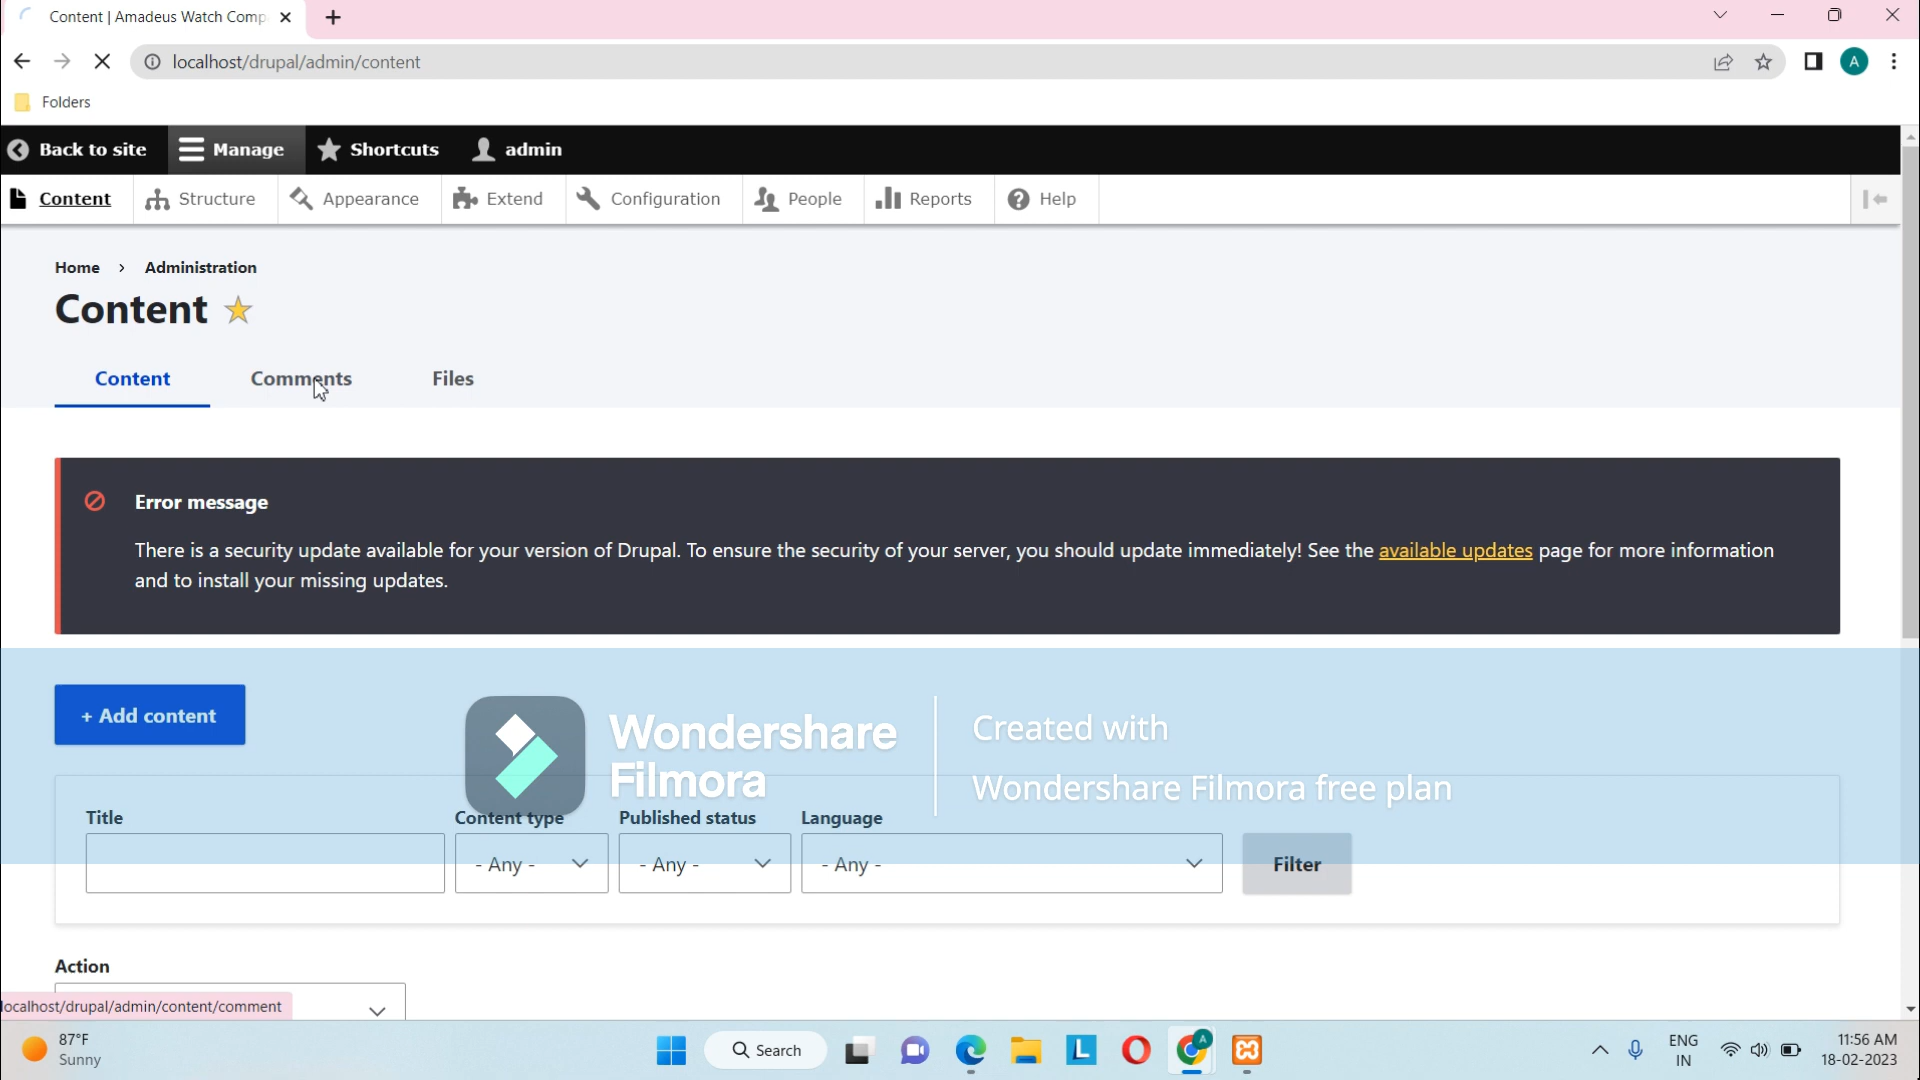 Content | Amadeus Watch Comp
localhost/drupal/admin/content
A
Folders
Back to site Manage Shortcuts admin
Content Structure Appearance Extend Configuration People Reports Help
Home › Administration
Content
Content Comments Files
Error message
There is a security update available for your version of Drupal. To ensure the security of your server, you should update immediately! See the available updates page for more information
and to install your missing updates.
+ Add content
Wondershare
Filmora
Created with
Wondershare Filmora free plan
Title Content type Published status Language
- Any - - Any - - Any - Filter
Action
localhost/drupal/admin/content/comment
87°F
Sunny
Search
L
A
ENG
IN
11:56 AM
18-02-2023